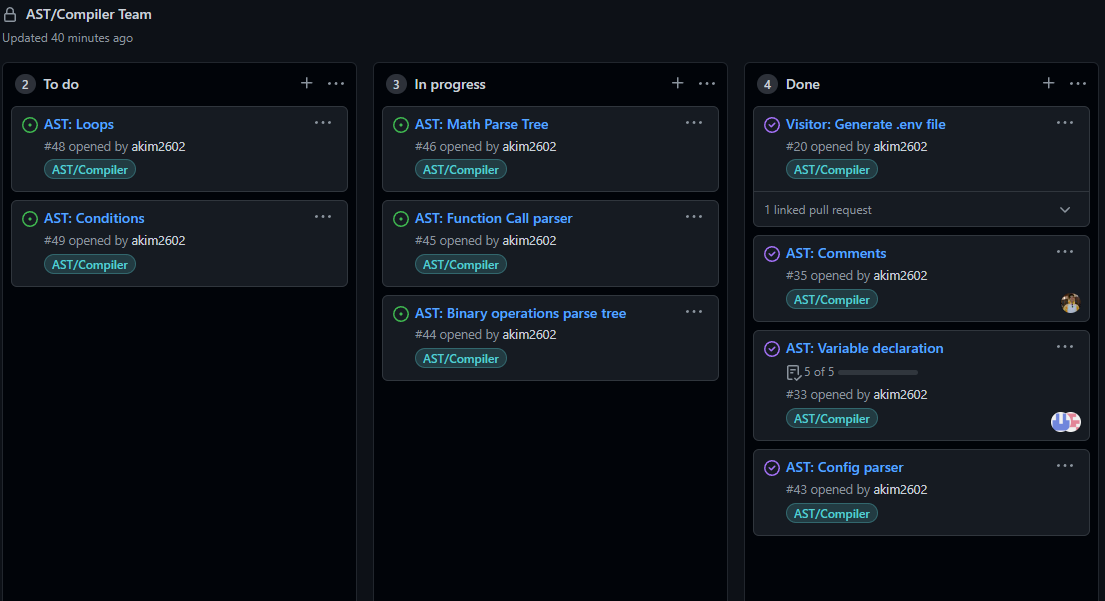 AST/Compiler Team
Updated 40 minutes ago
2 To do
AST: Loops
#48 opened by akim2602
AST/Compiler
AST: Conditions
#49 opened by akim2602
AST/Compiler
3 In progress
AST: Math Parse Tree
#46 opened by akim2602
AST/Compiler
AST: Function Call parser
#45 opened by akim2602
AST/Compiler
AST: Binary operations parse tree
#44 opened by akim2602
AST/Compiler
4 Done
Visitor: Generate .env file
#20 opened by akim2602
AST/Compiler
1 linked pull request
AST: Comments
#35 opened by akim2602
AST/Compiler
AST: Variable declaration
5 of 5
#33 opened by akim2602
AST/Compiler
AST: Config parser
#43 opened by akim2602
AST/Compiler